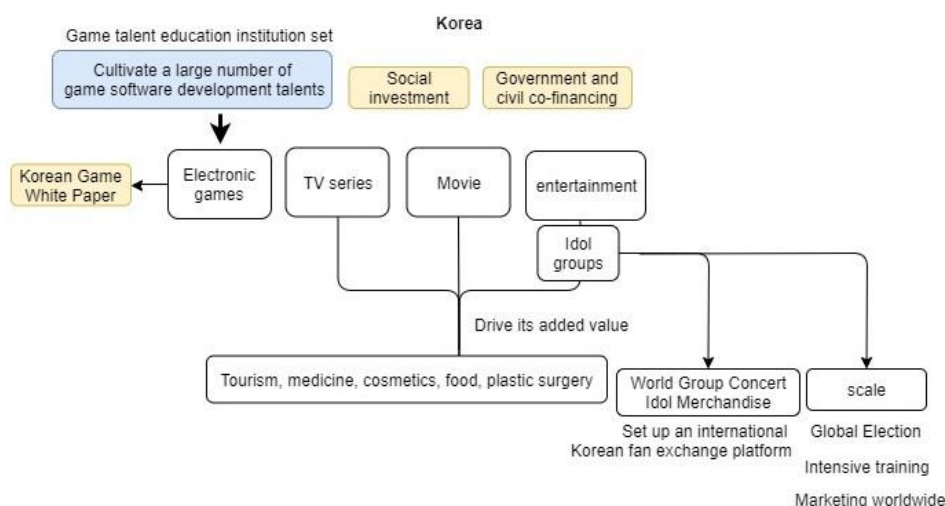 Korea
Game talent education institution set
Cultivate a large number of
game software development talents
Social
investment
Government and
civil co-financing
Korean Game
White Paper
Electronic
games
TV series
Movie
entertainment
Idol
groups
Drive its added value
Tourism, medicine, cosmetics, food, plastic surgery
World Group Concert
Idol Merchandise
scale
Set up an international
Korean fan exchange platform
Global Election
Intensive training
Marketing worldwide